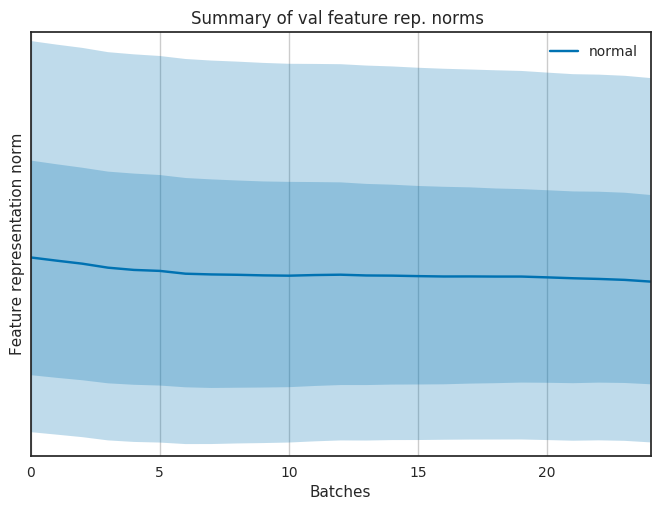 Summary of val feature rep. norms
normal
Feature representation norm
0 5 10 15 20
Batches